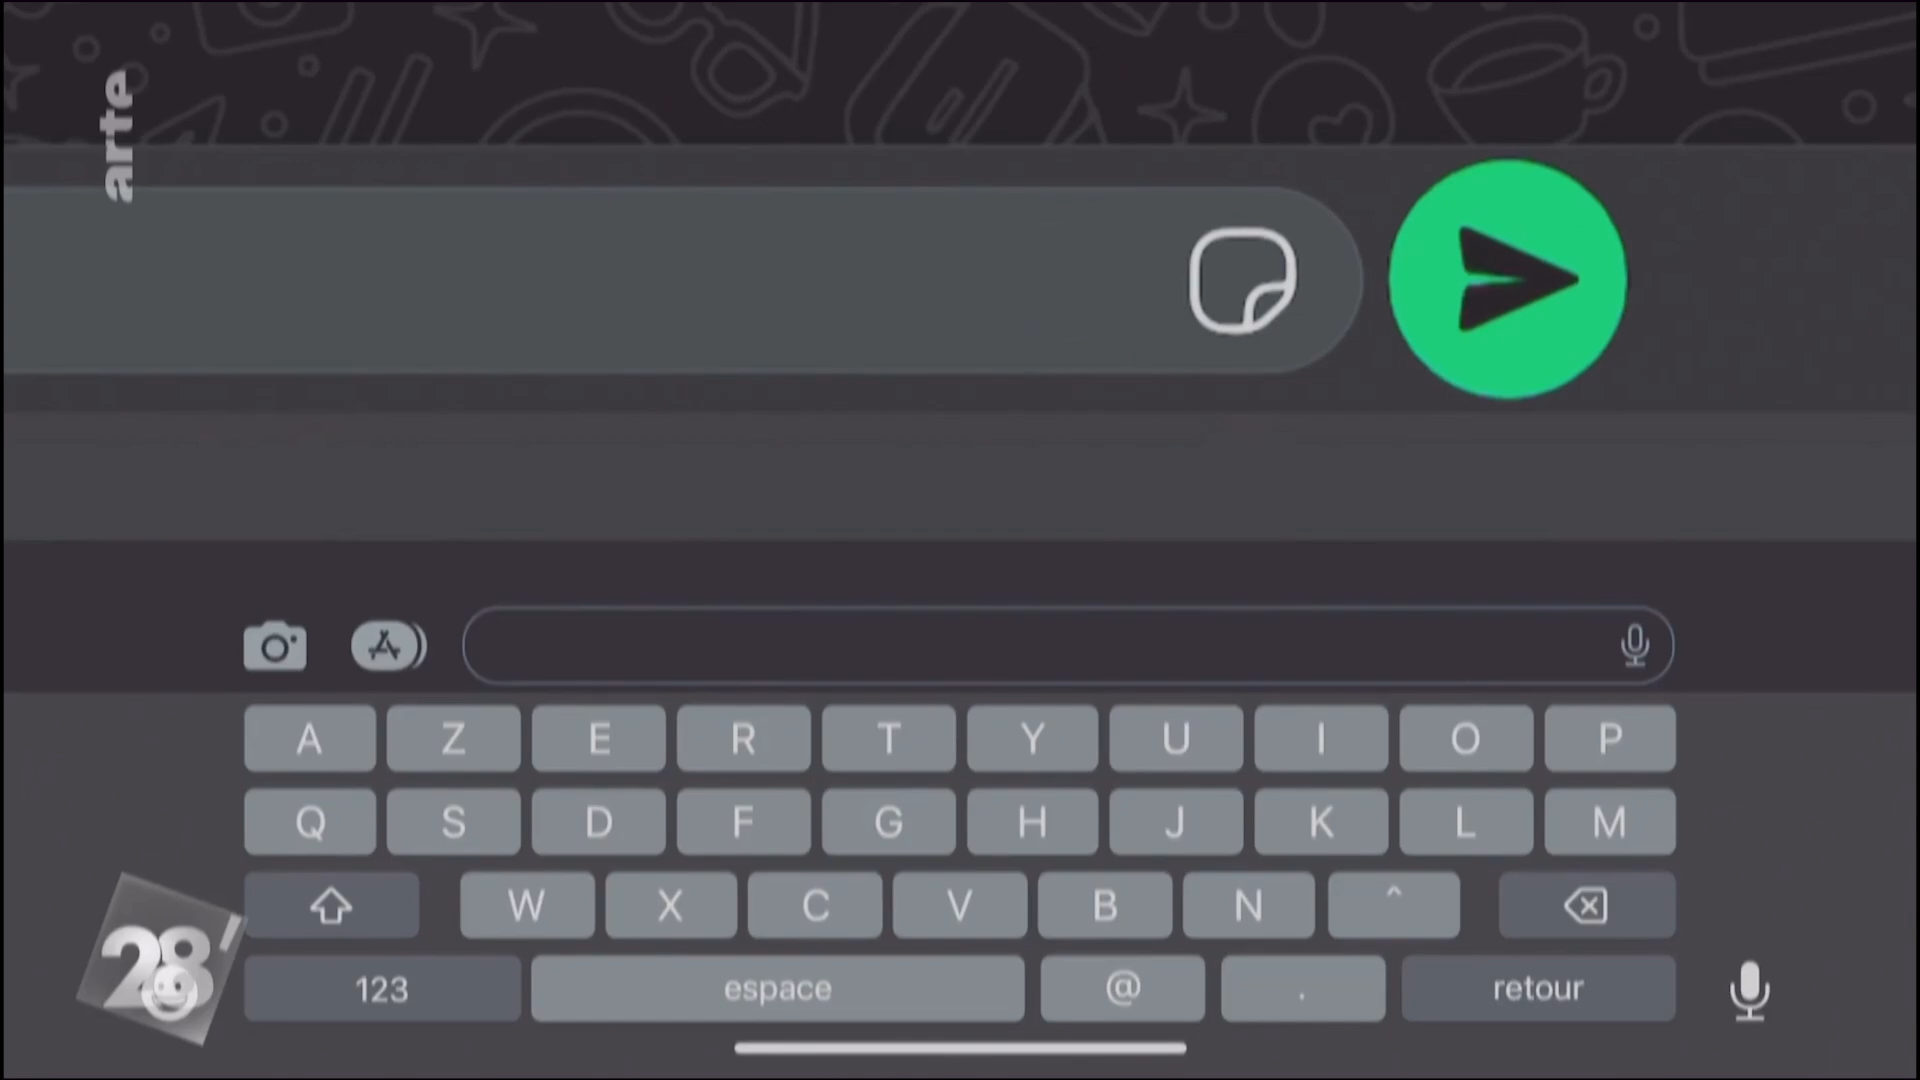 arte
A Z E R T Y U I O P
Q S D F G H J K L M
W X C V B N ^
123 espace @ . retour
28'